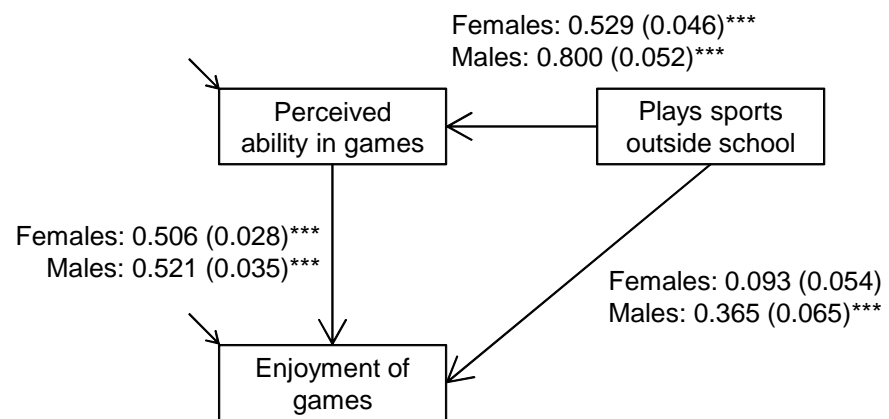 Females: 0.529 (0.046)***
Males: 0.800 (0.052)***
Perceived
ability in games
Plays sports
outside school
Females: 0.506 (0.028)***
Males: 0.521 (0.035)***
Females: 0.093 (0.054)
Males: 0.365 (0.065)***
Enjoyment of
games